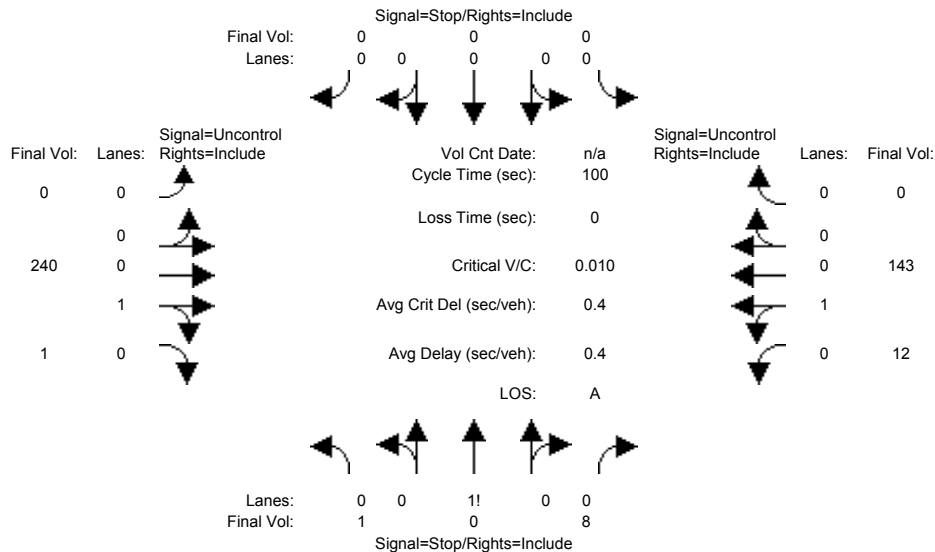 Signal=Stop/Rights=Include
Final Vol: 0 0 0
Lanes: 0 0 0 0 0
Signal=Uncontrol Signal=Uncontrol
Final Vol: Lanes: Rights=Include Vol Cnt Date: n/a Rights=Include Lanes: Final Vol:
Cycle Time (sec): 100
0 0 0 0
Loss Time (sec): 0
0 0
240 0 Critical V/C: 0.010 0 143
1 Avg Crit Del (sec/veh): 0.4 1
1 0 Avg Delay (sec/veh): 0.4 0 12
LOS: A
Lanes: 0 0 1! 0 0
Final Vol: 1 0 8
Signal=Stop/Rights=Include